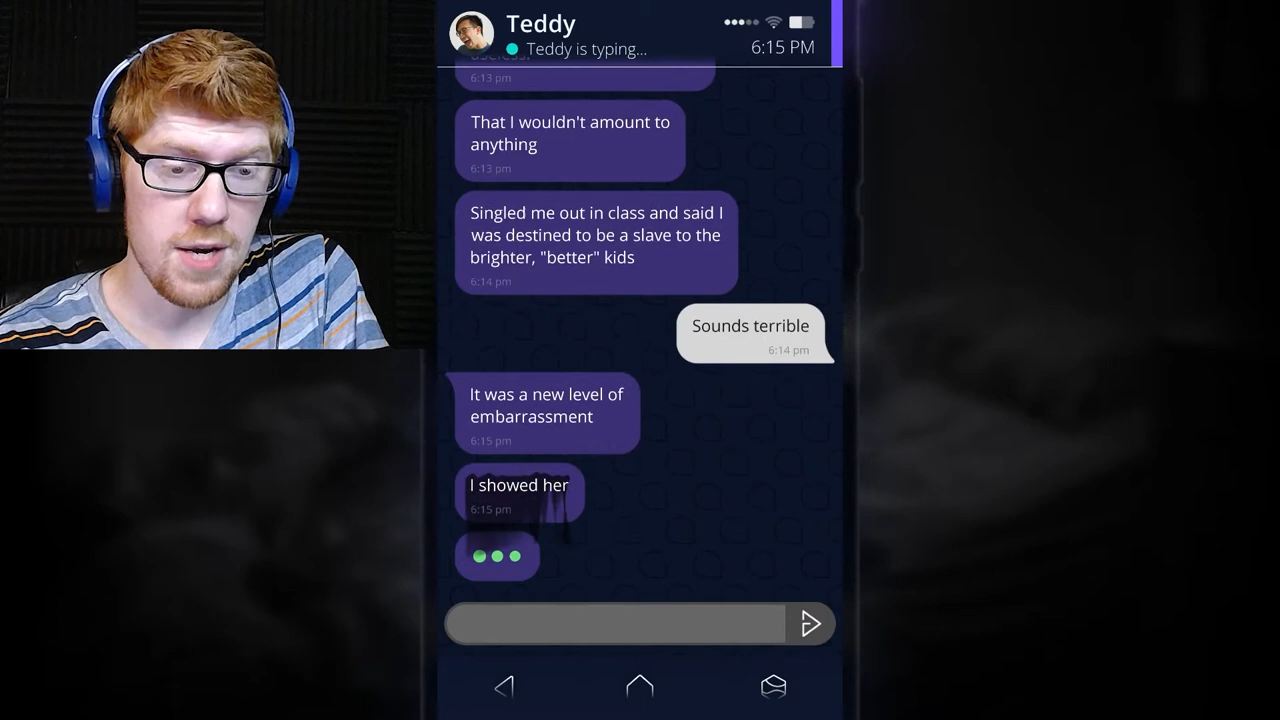 Teddy
Teddy is typing...
6:15 PM
useless.
6:13 pm
That I wouldn't amount to
anything
6:13 pm
Singled me out in class and said I
was destined to be a slave to the
brighter, "better" kids
6:14 pm
Sounds terrible
6:14 pm
It was a new level of
embarrassment
6:15 pm
I showed her
6:15 pm